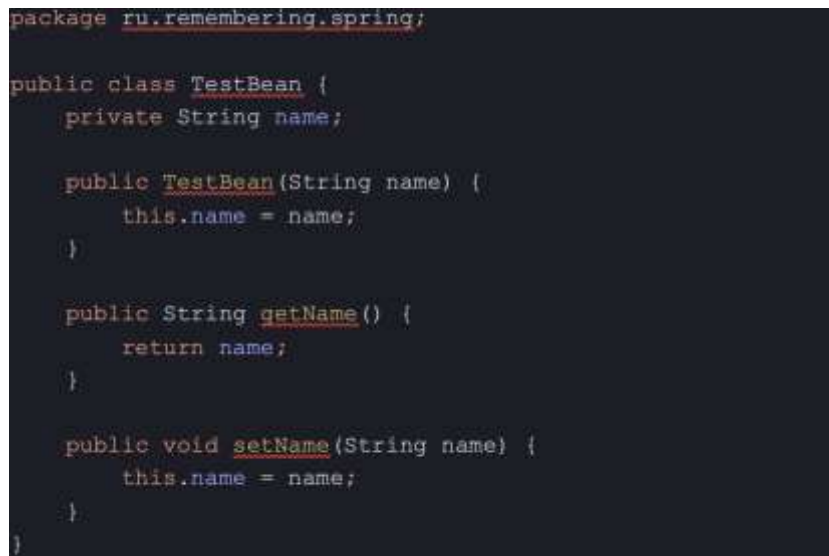 package ru.remembering.spring;
public class TestBean {
private String name;
public TestBean(String name) {
this.name = name;
}
public String getName() {
return name;
}
public void setName(String name) {
this.name = name;
}
}